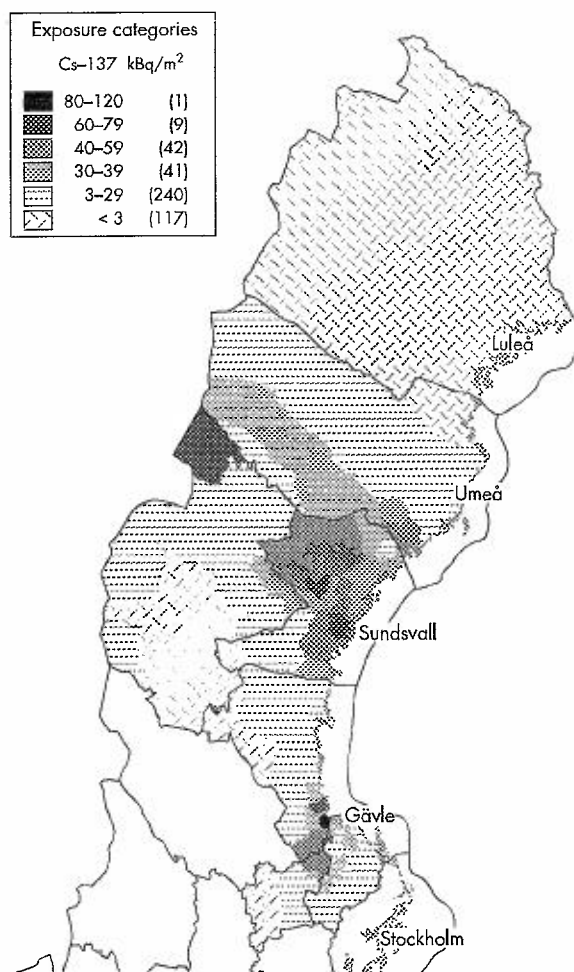 Exposure categories
Cs–137 kBq/m²
80–120 (1)
60–79 (9)
40–59 (42)
30–39 (41)
3–29 (240)
< 3 (117)
Luleå
Umeå
Sundsvall
Gävle
Stockholm